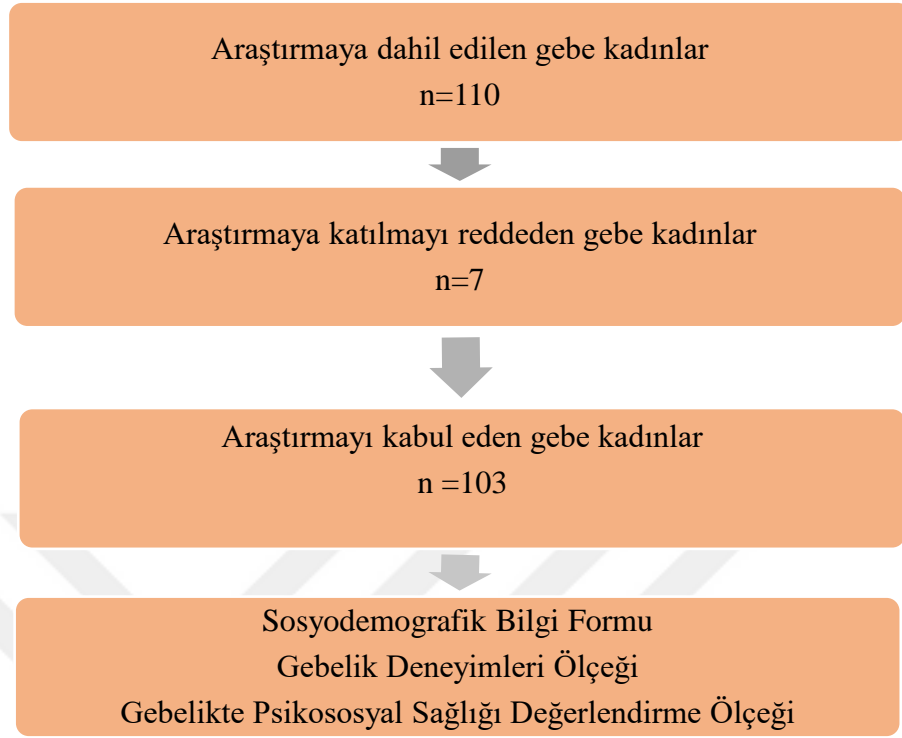 Araştırmaya dahil edilen gebe kadınlar
n=110
Araştırmaya katılmayı reddeden gebe kadınlar
n=7
Araştırmayı kabul eden gebe kadınlar
n =103
Sosyodemografik Bilgi Formu
Gebelik Deneyimleri Ölçeği
Gebelikte Psikososyal Sağlığı Değerlendirme Ölçeği